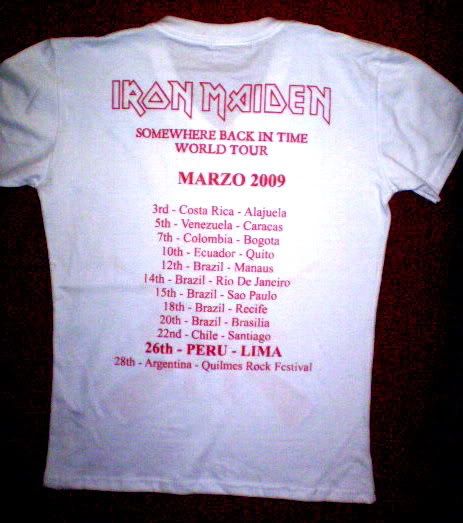 IRON MAIDEN
SOMEWHERE BACK IN TIME
WORLD TOUR
MARZO 2009
3rd - Costa Rica - Alajuela
5th - Venezuela - Caracas
7th - Colombia - Bogota
10th - Ecuador - Quito
12th - Brazil - Manaus
14th - Brazil - Rio De Janeiro
15th - Brazil - Sao Paulo
18th - Brazil - Recife
20th - Brazil - Brasilia
22nd - Chile - Santiago
26th - PERU - LIMA
28th - Argentina - Quilmes Rock Festival